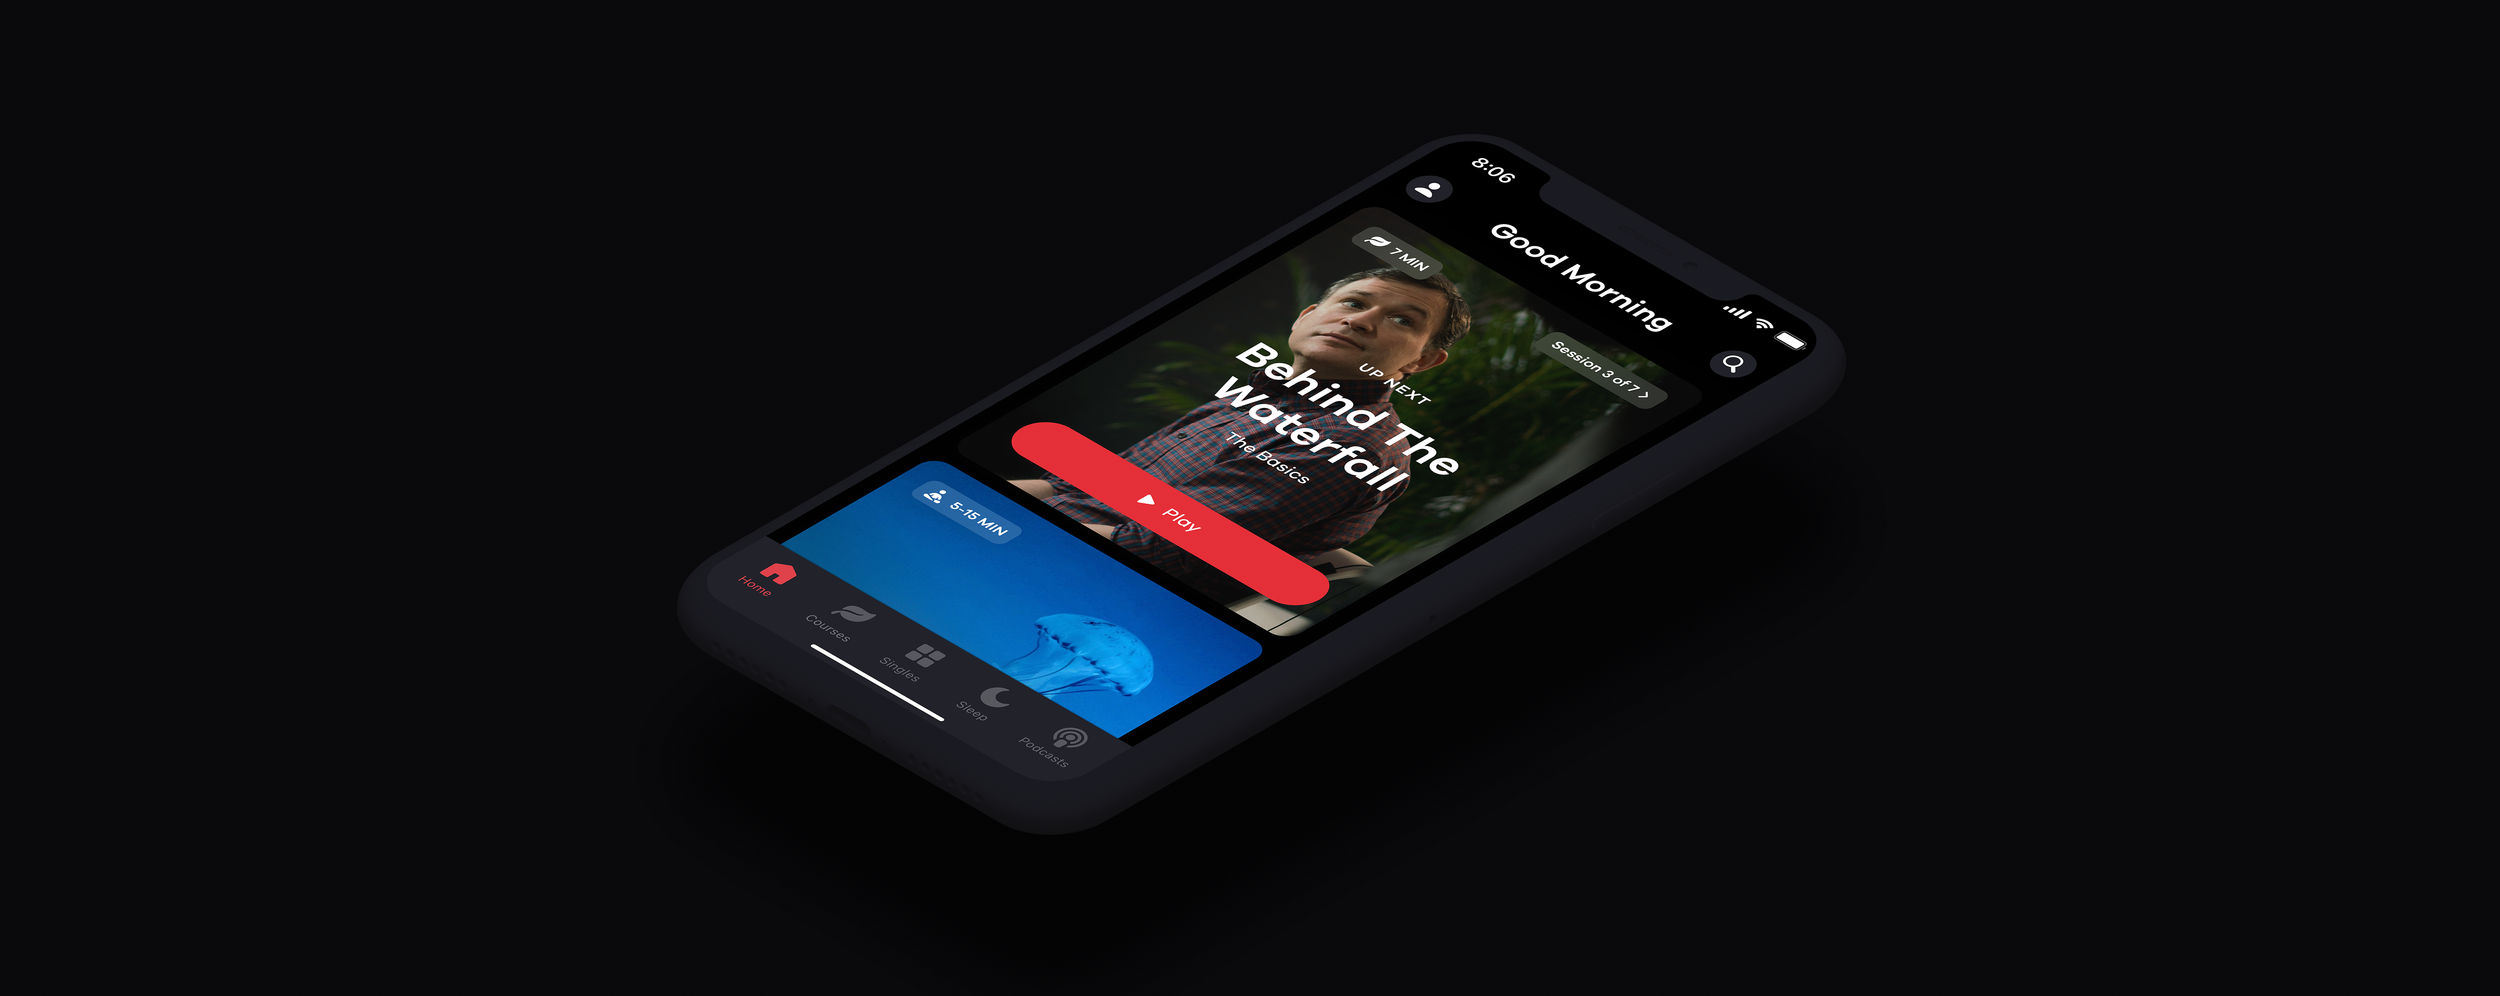 8:06
Good Morning
7 MIN
Session 3 of 7 >
UP NEXT
Behind The
Waterfall
The Basics
Play
5-15 MIN
Home
Courses
Singles
Sleep
Podcasts